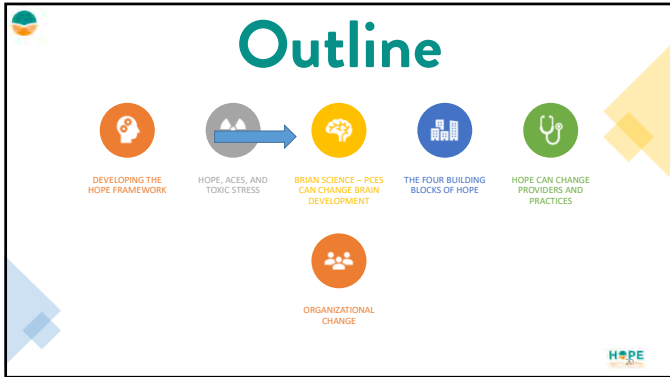 Outline
DEVELOPING THE
HOPE FRAMEWORK
HOPE, ACES, AND
TOXIC STRESS
BRIAN SCIENCE – PCES
CAN CHANGE BRAIN
DEVELOPMENT
THE FOUR BUILDING
BLOCKS OF HOPE
HOPE CAN CHANGE
PROVIDERS AND
PRACTICES
ORGANIZATIONAL
CHANGE
HOPE